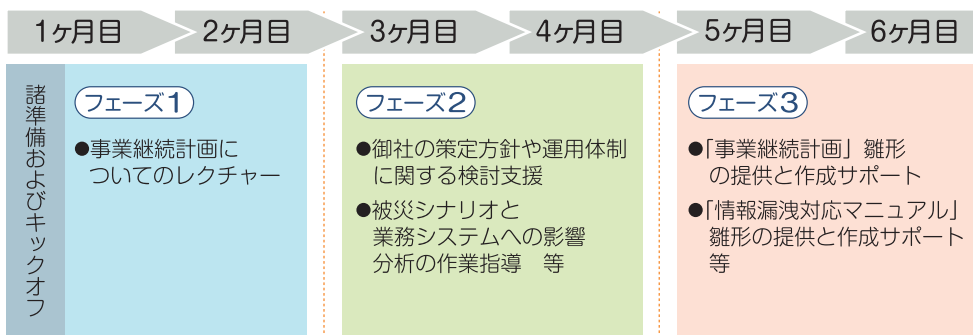 1ヶ月目
2ヶ月目
3ヶ月目
4ヶ月目
5ヶ月目
6ヶ月目
諸準備およびキックオフ
フェーズ1
●事業継続計画に
ついてのレクチャー
フェーズ2
●御社の策定方針や運用体制
に関する検討支援
●被災シナリオと
業務システムへの影響
分析の作業指導　等
フェーズ3
●「事業継続計画」雛形
の提供と作成サポート
●「情報漏洩対応マニュアル」
雛形の提供と作成サポート
等